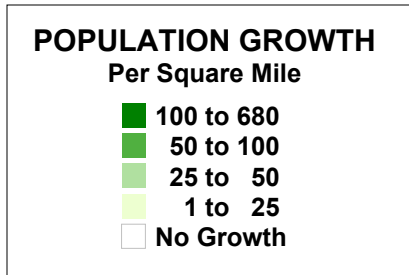 POPULATION GROWTH
Per Square Mile
100 to 680
50 to 100
25 to 50
1 to 25
No Growth